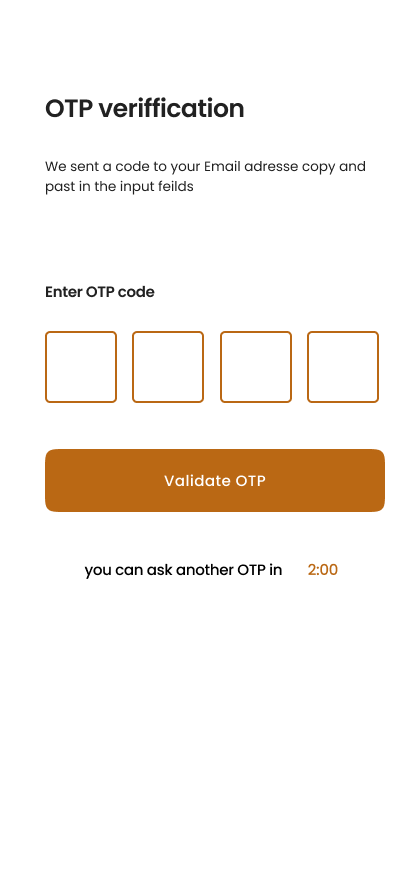 OTP veriffication
We sent a code to your Email adresse copy and
past in the input feilds
Enter OTP code
Validate OTP
you can ask another OTP in 2:00